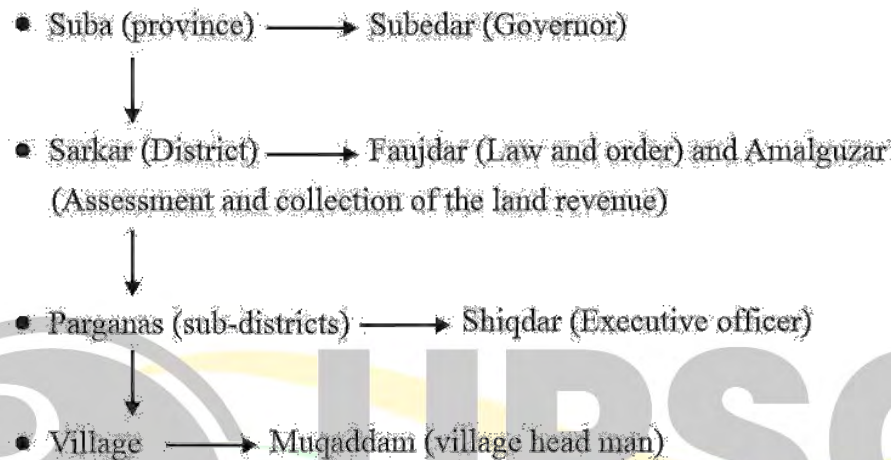 • Suba (province) → Subedar (Governor)
• Sarkar (District) → Faujdar (Law and order) and Amalguzar
(Assessment and collection of the land revenue)
• Parganas (sub-districts) → Shiqdar (Executive officer)
• Village → Muqaddam (village head man)
UPSC